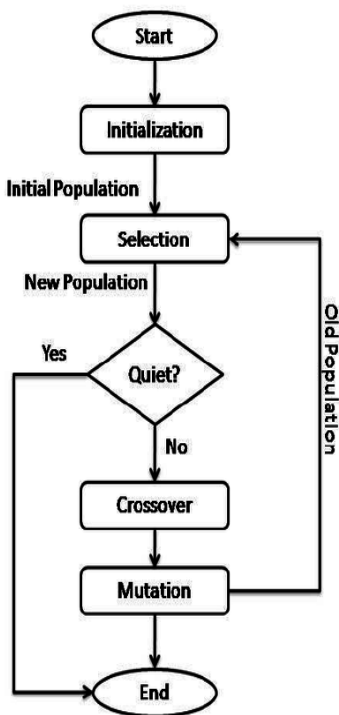 Start
Initialization
Initial Population
Selection
New Population
Yes
Quiet?
Old Population
No
Crossover
Mutation
End